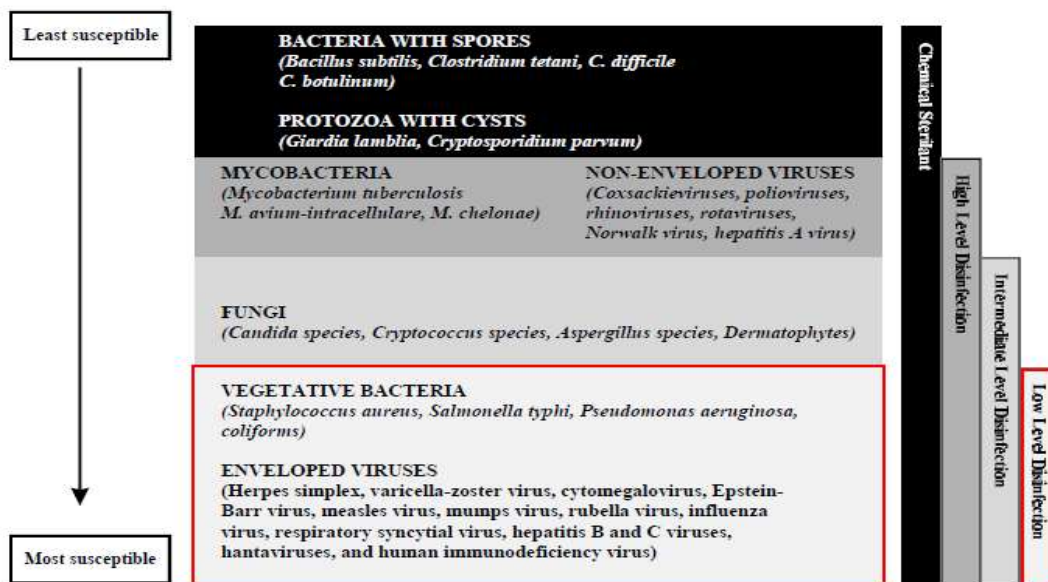 Least susceptible
BACTERIA WITH SPORES
(Bacillus subtilis, Clostridium tetani, C. difficile
C. botulinum)
PROTOZOA WITH CYSTS
(Giardia lamblia, Cryptosporidium parvum)
MYCOBACTERIA
(Mycobacterium tuberculosis
M. avium-intracellulare, M. chelonae)
NON-ENVELOPED VIRUSES
(Coxsackieviruses, polioviruses,
rhinoviruses, rotaviruses,
Norwalk virus, hepatitis A virus)
FUNGI
(Candida species, Cryptococcus species, Aspergillus species, Dermatophytes)
VEGETATIVE BACTERIA
(Staphylococcus aureus, Salmonella typhi, Pseudomonas aeruginosa,
coliforms)
ENVELOPED VIRUSES
(Herpes simplex, varicella-zoster virus, cytomegalovirus, Epstein-
Barr virus, measles virus, mumps virus, rubella virus, influenza
virus, respiratory syncytial virus, hepatitis B and C viruses,
hantaviruses, and human immunodeficiency virus)
Most susceptible
Chemical Sterilant
High Level Disinfection
Intermediate Level Disinfection
Low Level Disinfection